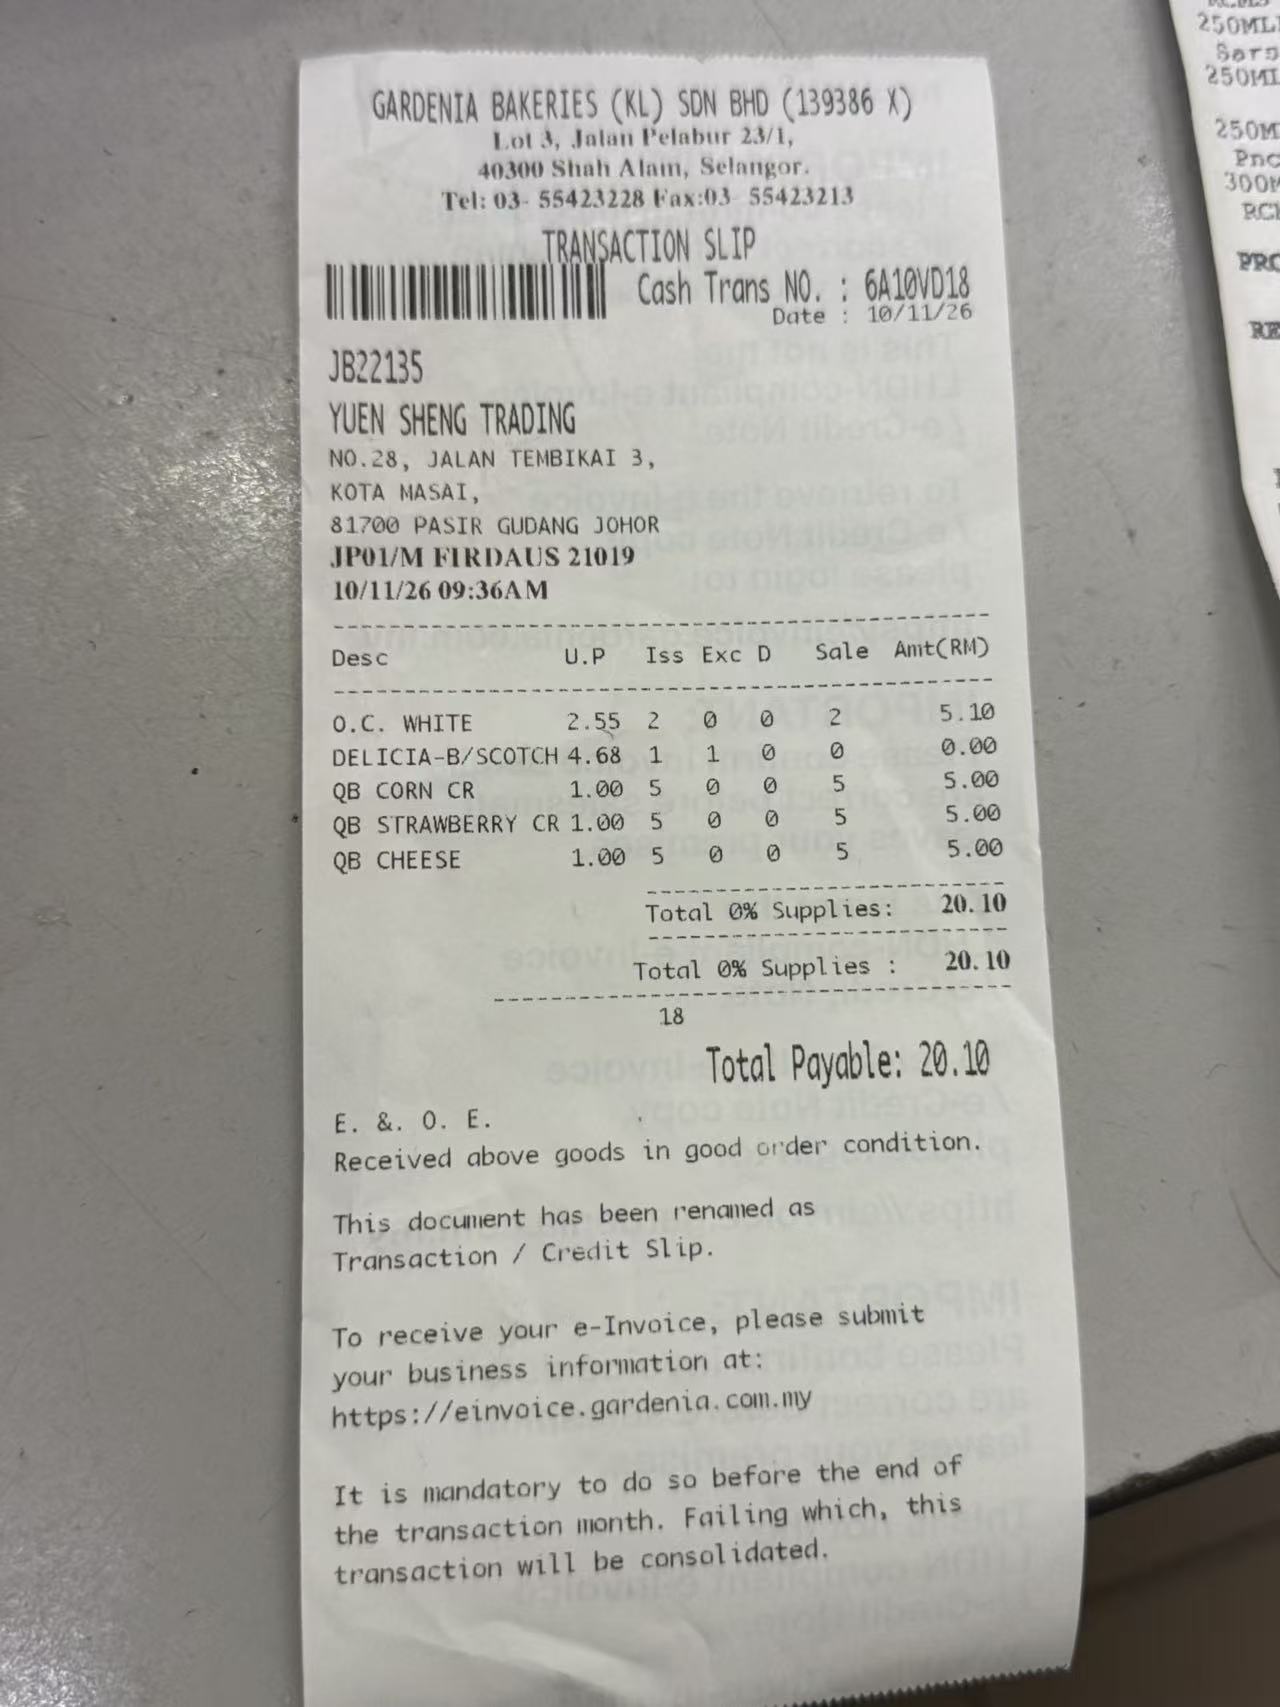 GARDENIA BAKERIES (KL) SDN BHD (139386 X)
Lot 3, Jalan Pelabur 23/1,
40300 Shah Alam, Selangor.
Tel: 03- 55423228 Fax:03- 55423213
TRANSACTION SLIP
Cash Trans NO. : 6A10VD18
Date : 10/11/26
JB22135
YUEN SHENG TRADING
NO.28, JALAN TEMBIKAI 3,
KOTA MASAI,
81700 PASIR GUDANG JOHOR
JP01/M FIRDAUS 21019
10/11/26 09:36AM
Desc U.P Iss Exc D Sale Amt(RM)
O.C. WHITE 2.55 2 0 0 2 5.10
DELICIA-B/SCOTCH 4.68 1 1 0 0 0.00
QB CORN CR 1.00 5 0 0 5 5.00
QB STRAWBERRY CR 1.00 5 0 0 5 5.00
QB CHEESE 1.00 5 0 0 5 5.00
Total 0% Supplies: 20.10
Total 0% Supplies : 20.10
18
Total Payable: 20.10
E. &. O. E.
Received above goods in good order condition.
This document has been renamed as
Transaction / Credit Slip.
To receive your e-Invoice, please submit
your business information at:
https://einvoice.gardenia.com.my
It is mandatory to do so before the end of
the transaction month. Failing which, this
transaction will be consolidated.
250ML
250ML
250M
Pnc
300M
PRO
RE